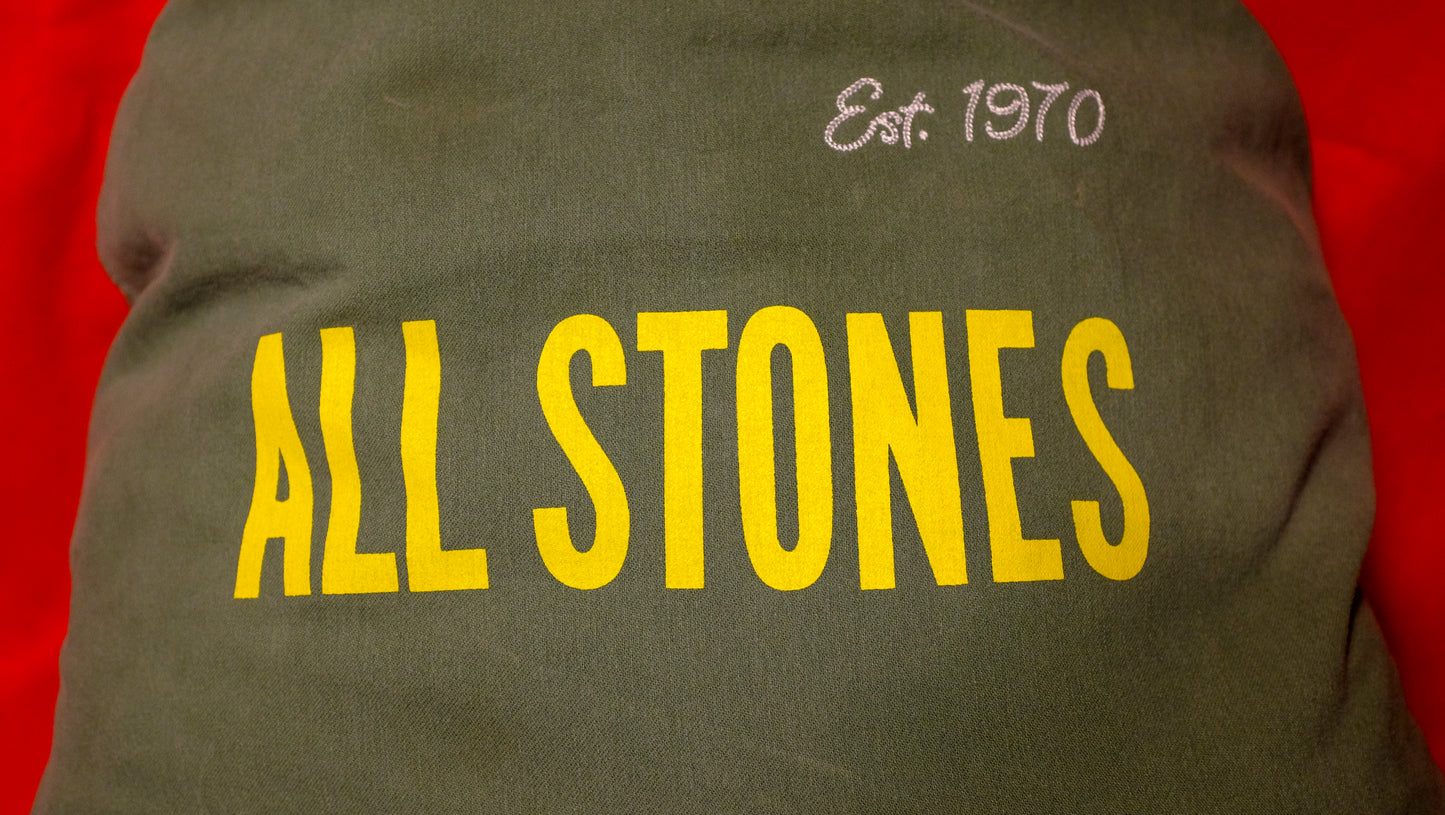 Est. 1970
ALL STONES